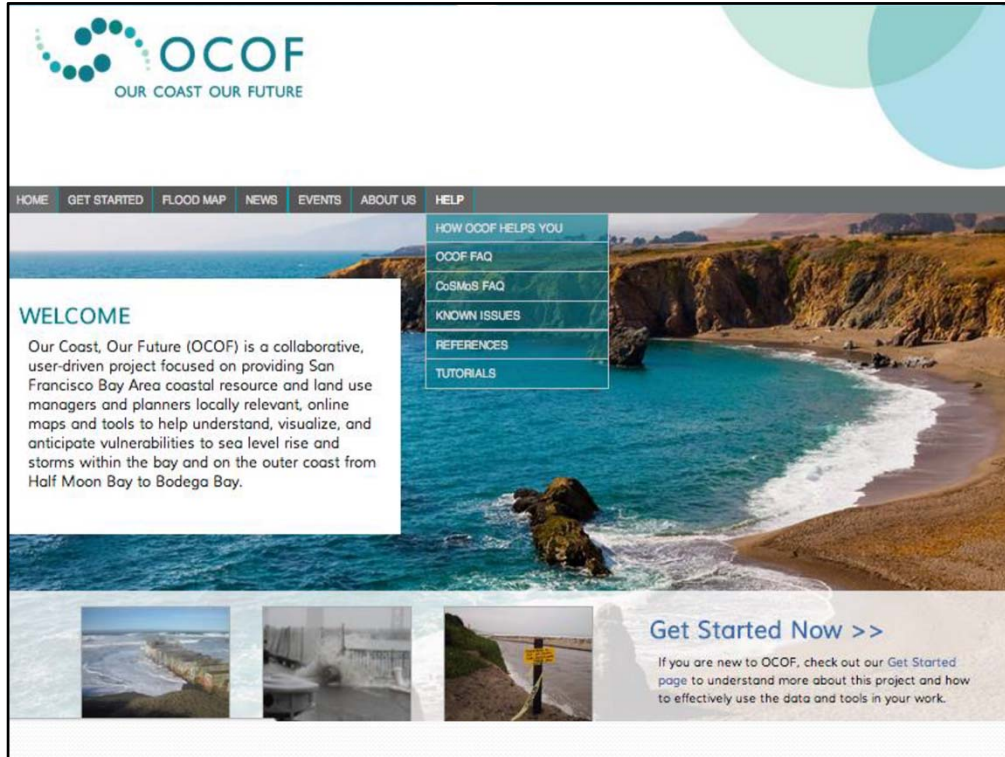 OCOF
OUR COAST OUR FUTURE
HOME GET STARTED FLOOD MAP NEWS EVENTS ABOUT US HELP
HOW OCOF HELPS YOU
OCOF FAQ
CoSMoS FAQ
KNOWN ISSUES
REFERENCES
TUTORIALS
WELCOME
Our Coast, Our Future (OCOF) is a collaborative,
user-driven project focused on providing San
Francisco Bay Area coastal resource and land use
managers and planners locally relevant, online
maps and tools to help understand, visualize, and
anticipate vulnerabilities to sea level rise and
storms within the bay and on the outer coast from
Half Moon Bay to Bodega Bay.
Get Started Now >>
If you are new to OCOF, check out our Get Started
page to understand more about this project and how
to effectively use the data and tools in your work.